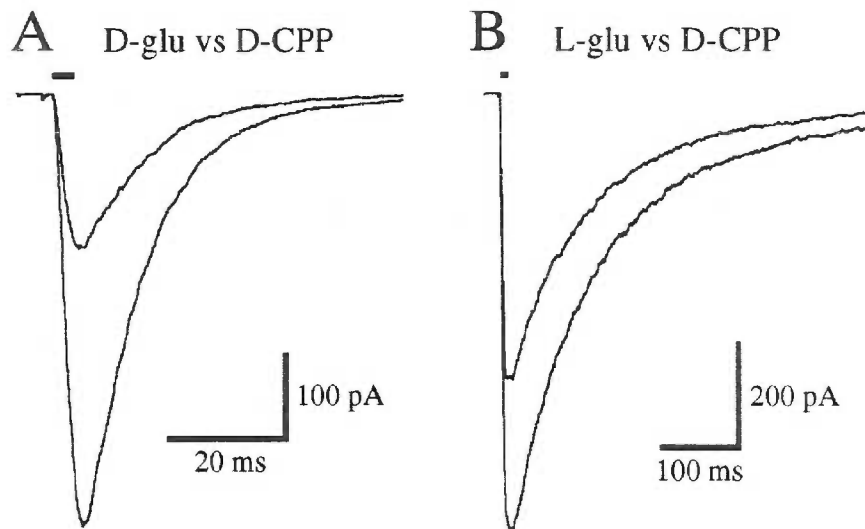 A D-glu vs D-CPP
100 pA
20 ms
B L-glu vs D-CPP
200 pA
100 ms